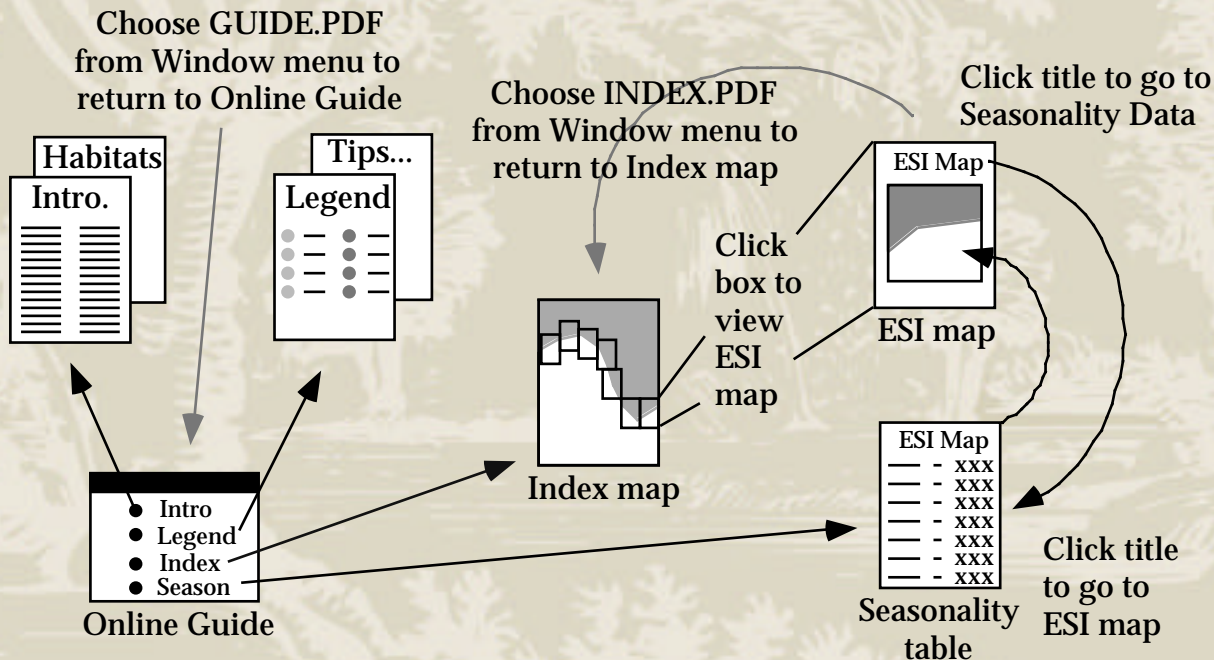 Choose GUIDE.PDF
from Window menu to
return to Online Guide
Habitats
Intro.
Tips...
Legend
Choose INDEX.PDF
from Window menu to
return to Index map
Click title to go to
Seasonality Data
ESI Map
ESI map
Click
box to
view
ESI
map
Index map
Intro
Legend
Index
Season
Online Guide
ESI Map
xxx
xxx
xxx
xxx
xxx
xxx
xxx
Seasonality
table
Click title
to go to
ESI map